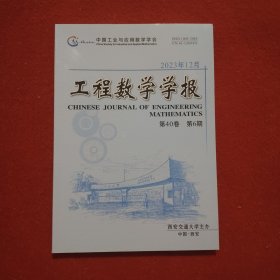 中国工业与应用数学学会
2023年12月
工程数学学报
CHINESE JOURNAL OF ENGINEERING
MATHEMATICS
第40卷 第6期
西安交通大学主办
中国·西安